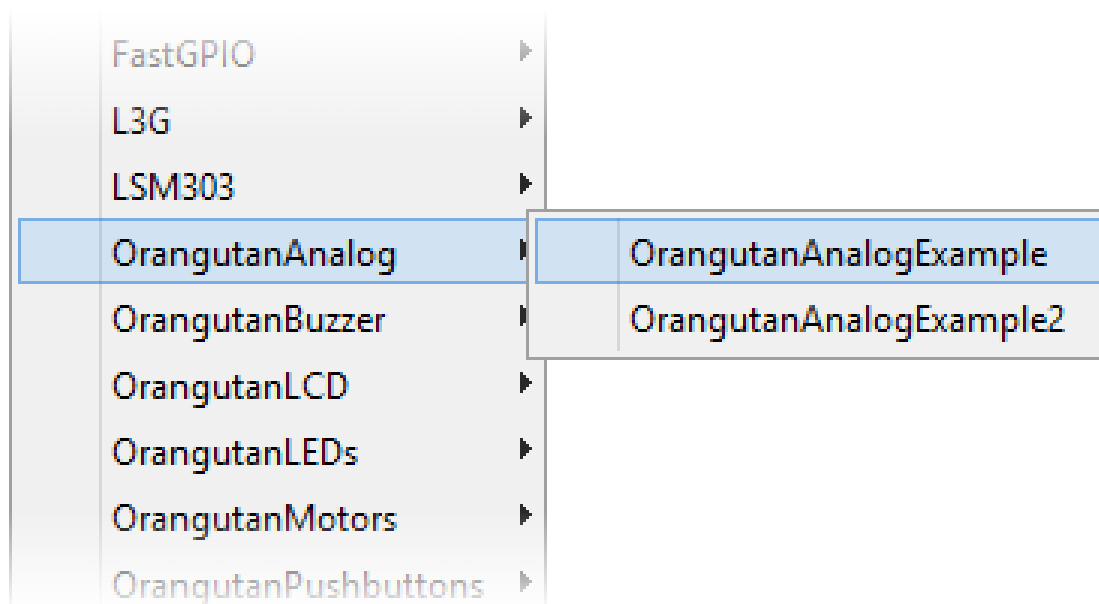 FastGPIO
L3G
LSM303
OrangutanAnalog
OrangutanAnalogExample
OrangutanBuzzer
OrangutanAnalogExample2
OrangutanLCD
OrangutanLEDs
OrangutanMotors
OrangutanPushbuttons